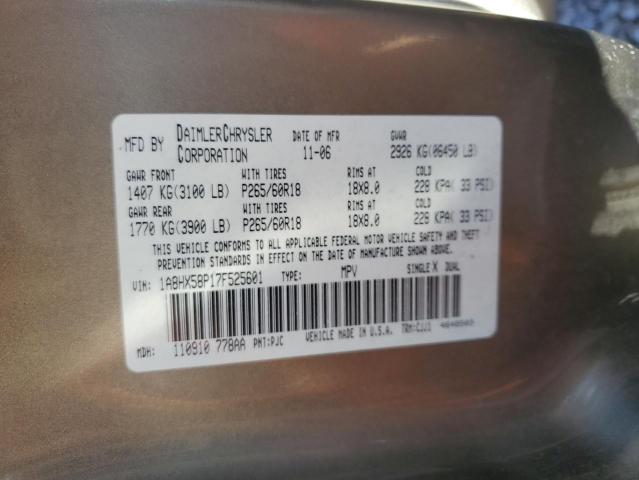 MFD BY DAIMLERCHRYSLER CORPORATION DATE OF MFR 11-06 GVWR 2926 KG(06450 LB)
GAWR FRONT WITH TIRES RIMS AT COLD
1407 KG(3100 LB) P265/60R18 18X8.0 228 KPA( 33 PSI)
GAWR REAR WITH TIRES RIMS AT COLD
1770 KG(3900 LB) P265/60R18 18X8.0 228 KPA( 33 PSI)
THIS VEHICLE CONFORMS TO ALL APPLICABLE FEDERAL MOTOR VEHICLE SAFETY AND THEFT
PREVENTION STANDARDS IN EFFECT ON THE DATE OF MANUFACTURE SHOWN ABOVE.
VIN: 1A8HX58P17F525601 TYPE: MPV SINGLE X DUAL
MDH: 110910 778AA PNT:PJC VEHICLE MADE IN U.S.A. TRM:CJJ1